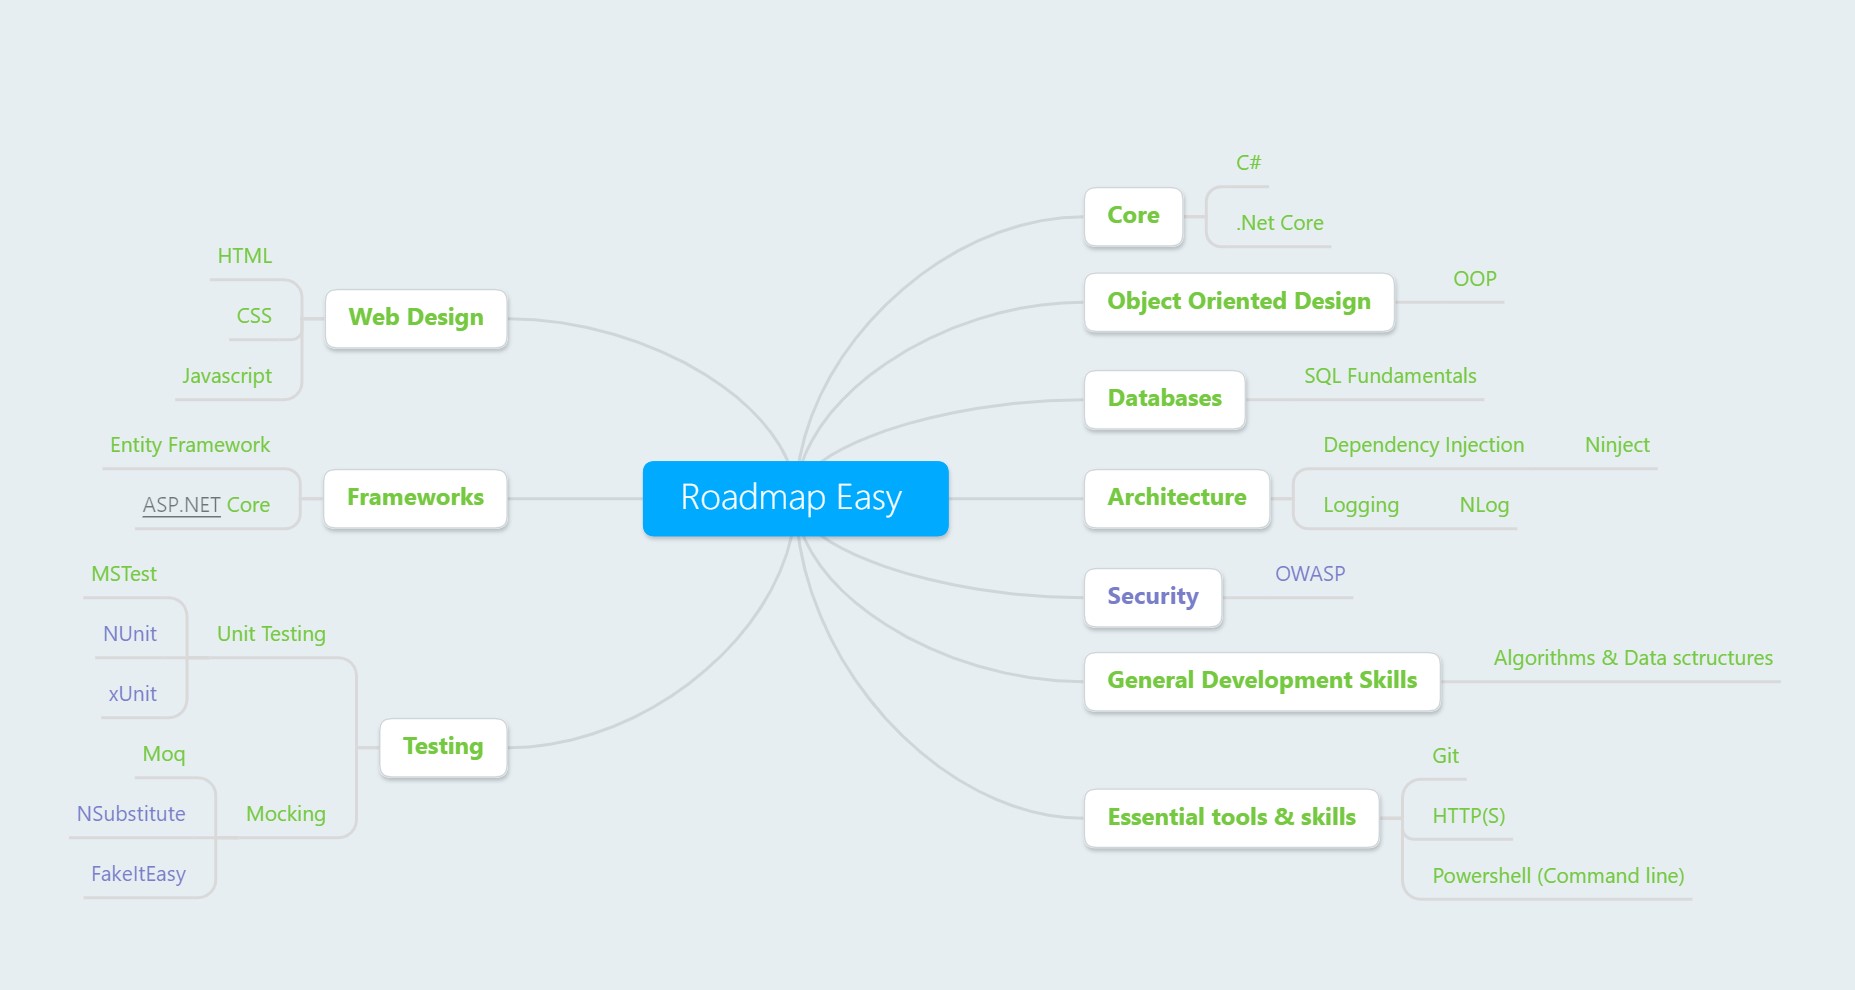 Roadmap Easy
Core
C#
.Net Core
Object Oriented Design
OOP
Databases
SQL Fundamentals
Architecture
Dependency Injection
Ninject
Logging
NLog
Security
OWASP
General Development Skills
Algorithms & Data sctructures
Essential tools & skills
Git
HTTP(S)
Powershell (Command line)
Web Design
HTML
CSS
Javascript
Frameworks
Entity Framework
ASP.NET Core
Testing
Unit Testing
MSTest
NUnit
xUnit
Mocking
Moq
NSubstitute
FakeItEasy